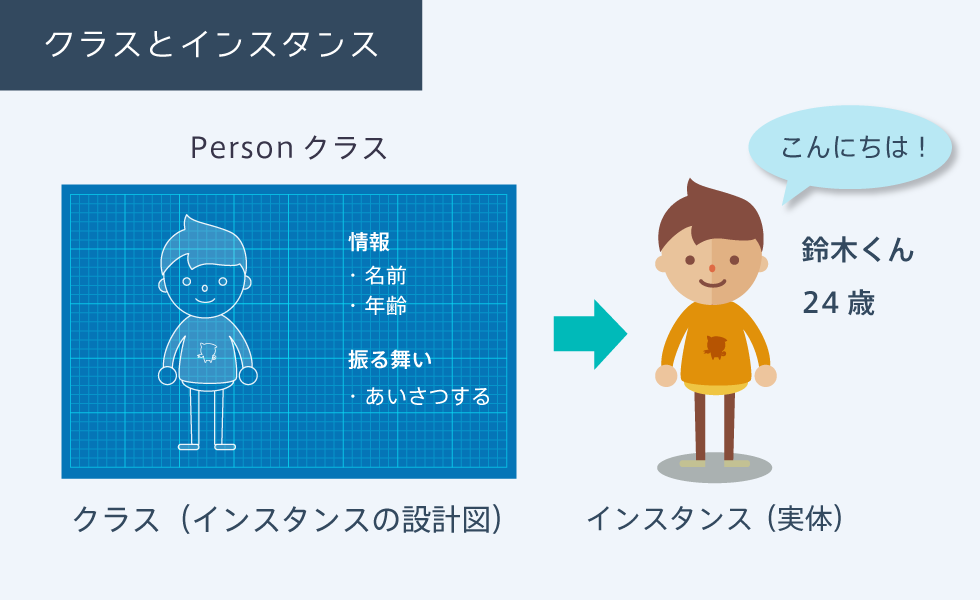 クラスとインスタンス
Person クラス
情報
・名前
・年齢
振る舞い
・あいさつする
クラス（インスタンスの設計図）
こんにちは！
鈴木くん
24 歳
インスタンス（実体）